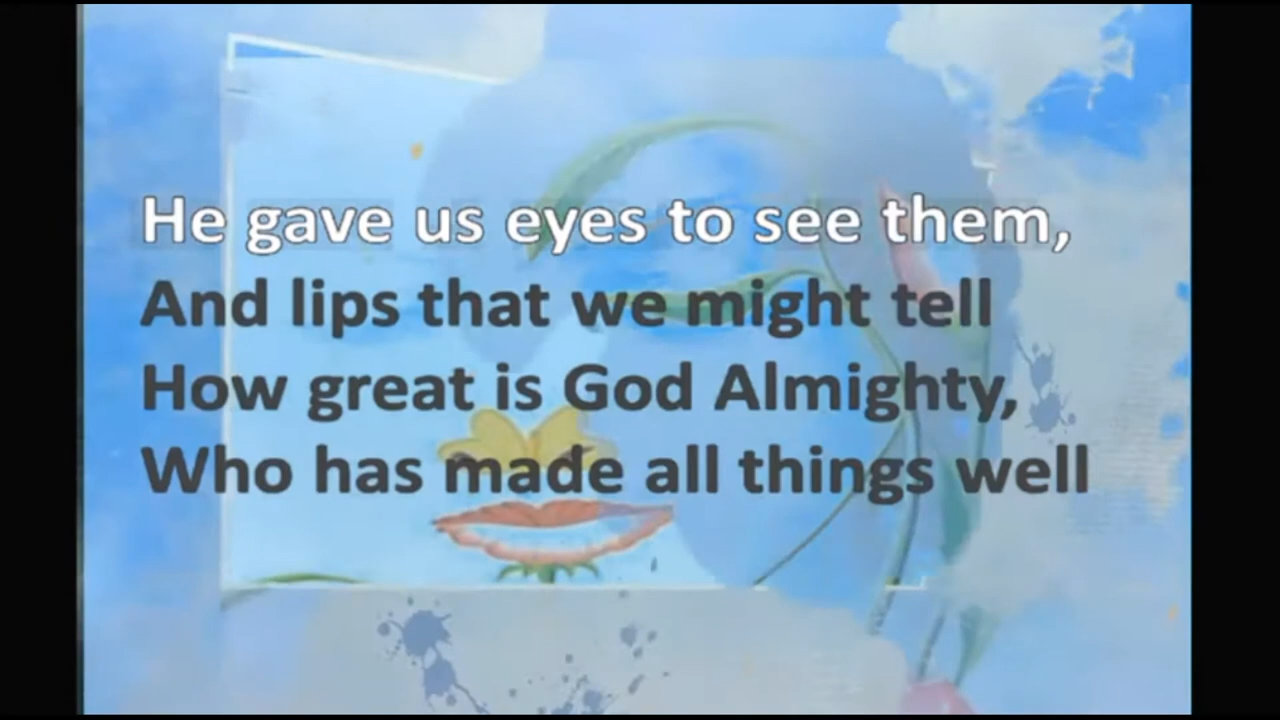 He gave us eyes to see them,
And lips that we might tell
How great is God Almighty,
Who has made all things well